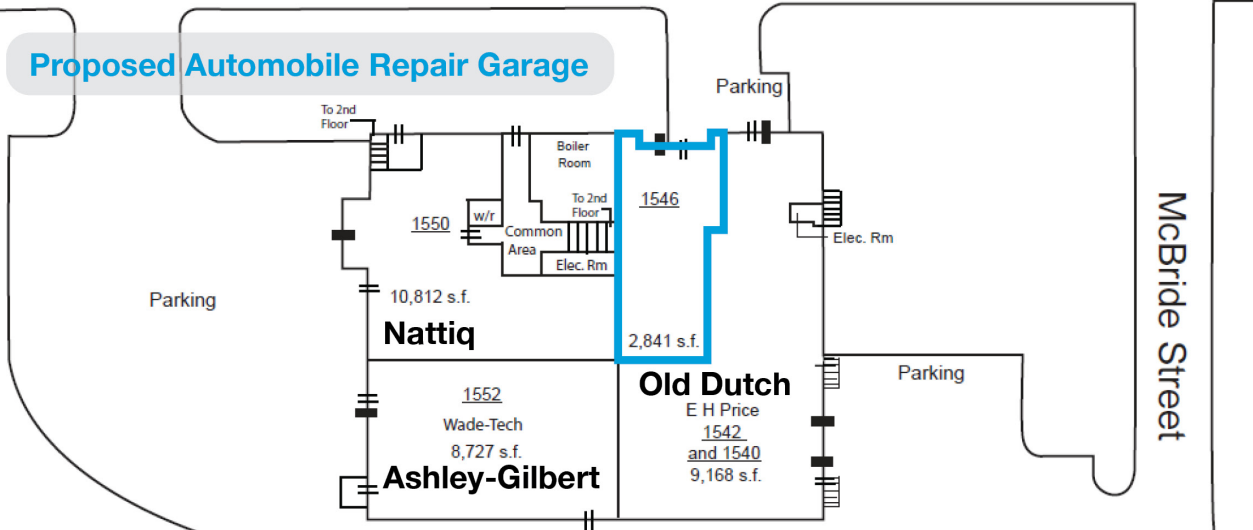 Proposed Automobile Repair Garage
Parking
To 2nd
Floor
Boiler
Room
To 2nd
Floor
w/r
1546
1550
Common
Area
Elec. Rm
Elec. Rm
McBride Street
Parking
10,812 s.f.
Nattiq
2,841 s.f.
Parking
Old Dutch
1552
Wade-Tech
8,727 s.f.
Ashley-Gilbert
E H Price
1542
and 1540
9,168 s.f.